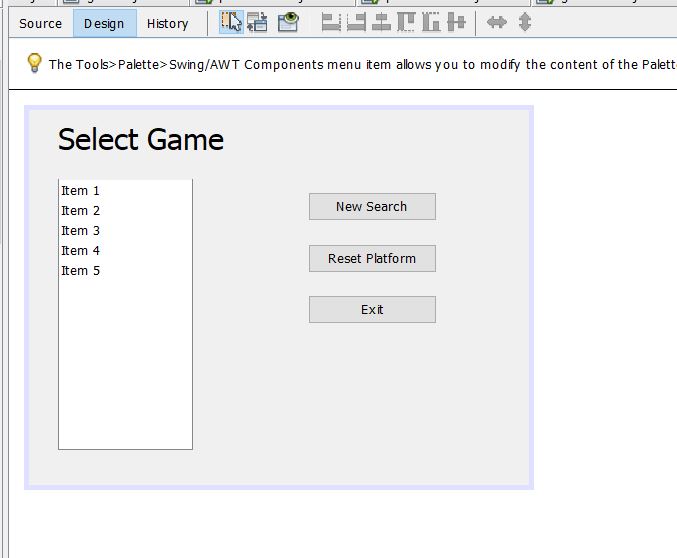 Source Design History
The Tools>Palette>Swing/AWT Components menu item allows you to modify the content of the
Select Game
Item 1
Item 2
Item 3
Item 4
Item 5
New Search
Reset Platform
Exit